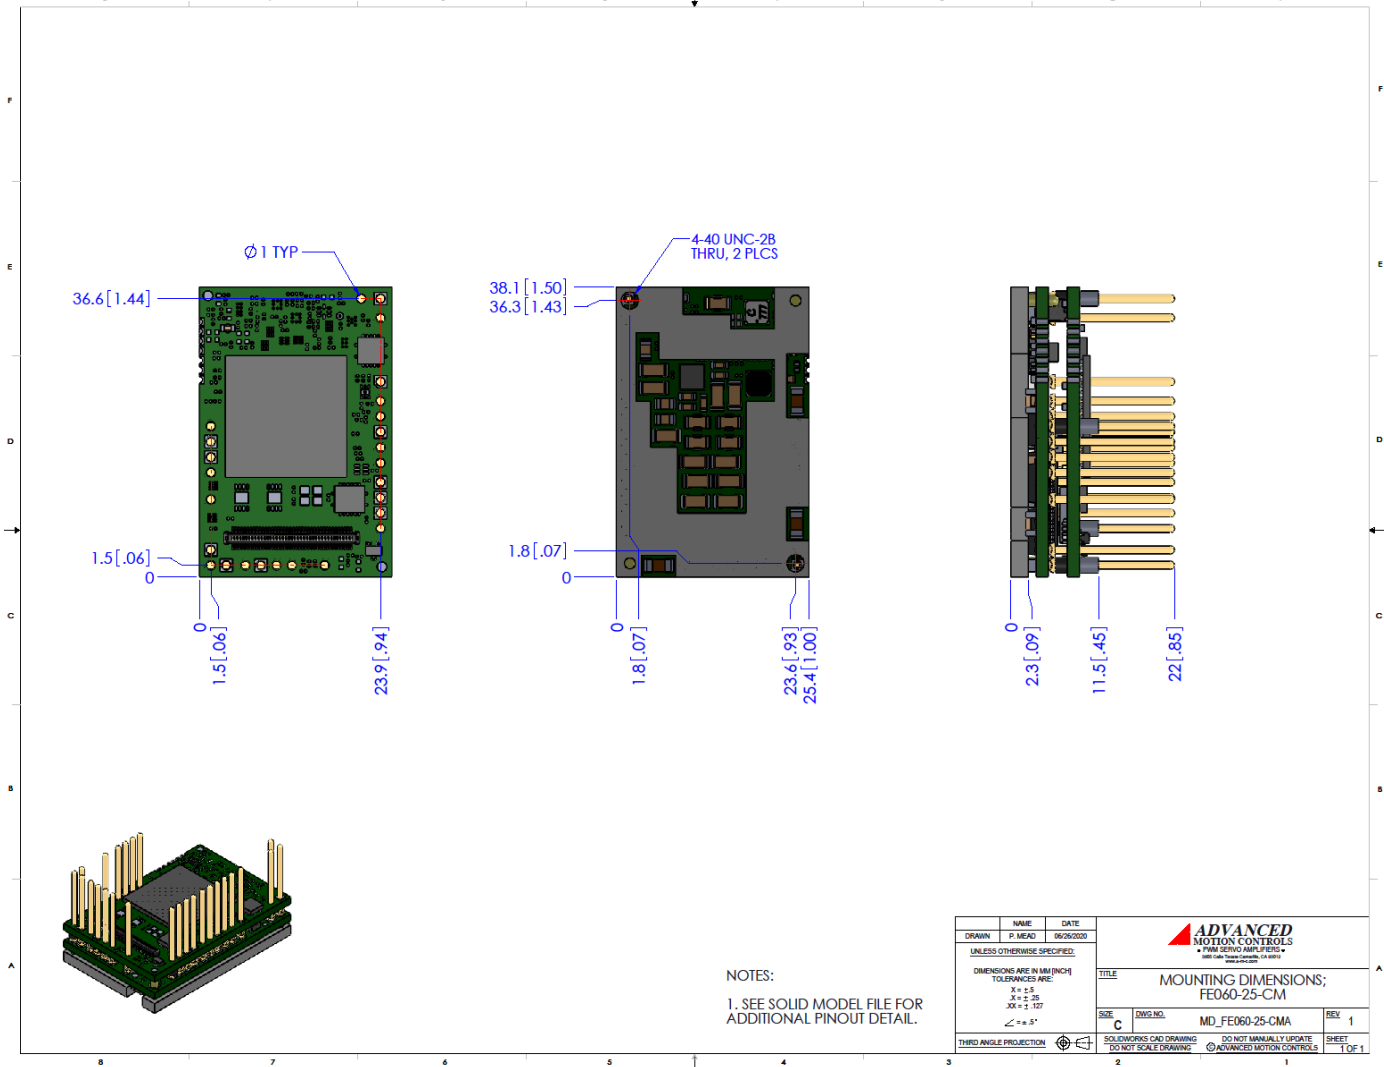 F
F
E
E
D
D
C
C
B
B
A
A
Ø 1 TYP
36.6 [1.44]
1.5 [.06]
0
0
1.5 [.06]
23.9 [.94]
4-40 UNC-2B
THRU, 2 PLCS
38.1 [1.50]
36.3 [1.43]
1.8 [.07]
0
0
1.8 [.07]
23.6 [.93]
25.4 [1.00]
0
2.3 [.09]
11.5 [.45]
22 [.85]
NOTES:
1. SEE SOLID MODEL FILE FOR
ADDITIONAL PINOUT DETAIL.
NAME DATE
DRAWN P. MEAD 06/26/2020
UNLESS OTHERWISE SPECIFIED:
DIMENSIONS ARE IN MM [INCH]
TOLERANCES ARE:
X = ± .5
.X = ± .25
.XX = ± .127
∠ = ± .5°
THIRD ANGLE PROJECTION
ADVANCED
MOTION CONTROLS
• PWM SERVO AMPLIFIERS •
TITLE
MOUNTING DIMENSIONS;
FE060-25-CM
SIZE
C
DWG NO.
MD_FE060-25-CMA
REV
1
SOLIDWORKS CAD DRAWING
DO NOT SCALE DRAWING
DO NOT MANUALLY UPDATE
© ADVANCED MOTION CONTROLS
SHEET
1 OF 1
8 7 6 5 4 3 2 1